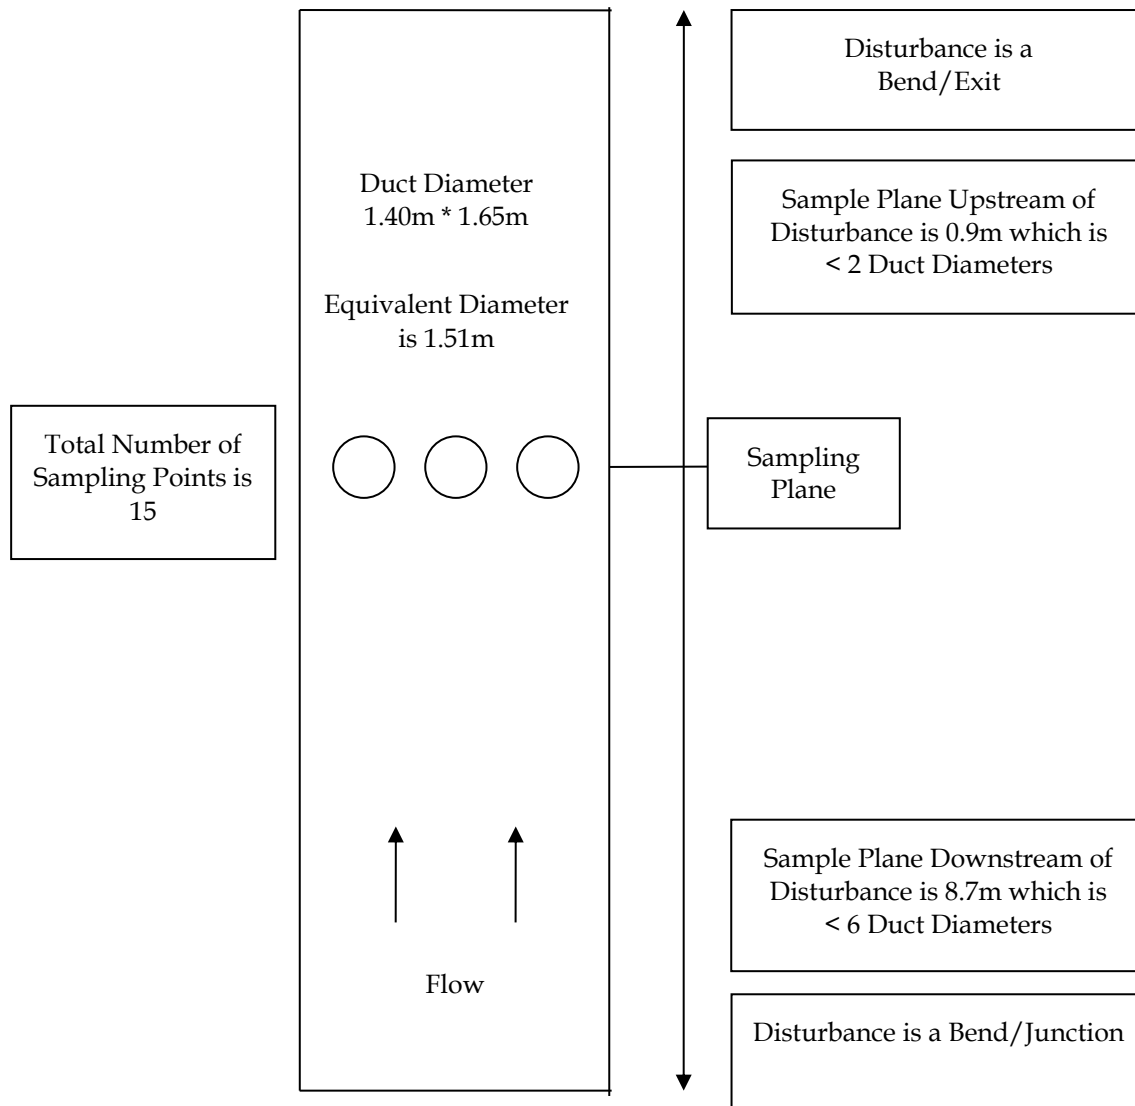 Disturbance is a
Bend/Exit
Duct Diameter
1.40m * 1.65m
Sample Plane Upstream of
Disturbance is 0.9m which is
< 2 Duct Diameters
Equivalent Diameter
is 1.51m
Total Number of
Sampling Points is
15
Sampling
Plane
Sample Plane Downstream of
Disturbance is 8.7m which is
< 6 Duct Diameters
Flow
Disturbance is a Bend/Junction